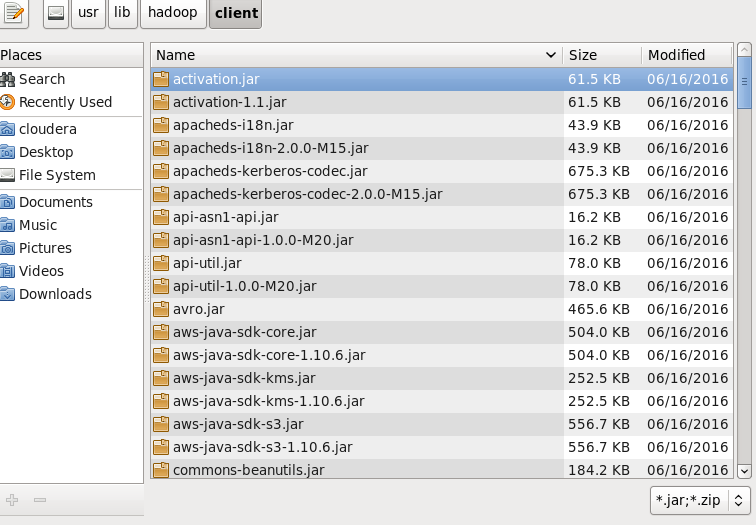 usr lib hadoop client
Places
Name Size Modified
Search
Recently Used
cloudera
Desktop
File System
Documents
Music
Pictures
Videos
Downloads
activation.jar 61.5 KB 06/16/2016
activation-1.1.jar 61.5 KB 06/16/2016
apacheds-i18n.jar 43.9 KB 06/16/2016
apacheds-i18n-2.0.0-M15.jar 43.9 KB 06/16/2016
apacheds-kerberos-codec.jar 675.3 KB 06/16/2016
apacheds-kerberos-codec-2.0.0-M15.jar 675.3 KB 06/16/2016
api-asn1-api.jar 16.2 KB 06/16/2016
api-asn1-api-1.0.0-M20.jar 16.2 KB 06/16/2016
api-util.jar 78.0 KB 06/16/2016
api-util-1.0.0-M20.jar 78.0 KB 06/16/2016
avro.jar 465.6 KB 06/16/2016
aws-java-sdk-core.jar 504.0 KB 06/16/2016
aws-java-sdk-core-1.10.6.jar 504.0 KB 06/16/2016
aws-java-sdk-kms.jar 252.5 KB 06/16/2016
aws-java-sdk-kms-1.10.6.jar 252.5 KB 06/16/2016
aws-java-sdk-s3.jar 556.7 KB 06/16/2016
aws-java-sdk-s3-1.10.6.jar 556.7 KB 06/16/2016
commons-beanutils.jar 184.2 KB 06/16/2016
*.jar;*.zip